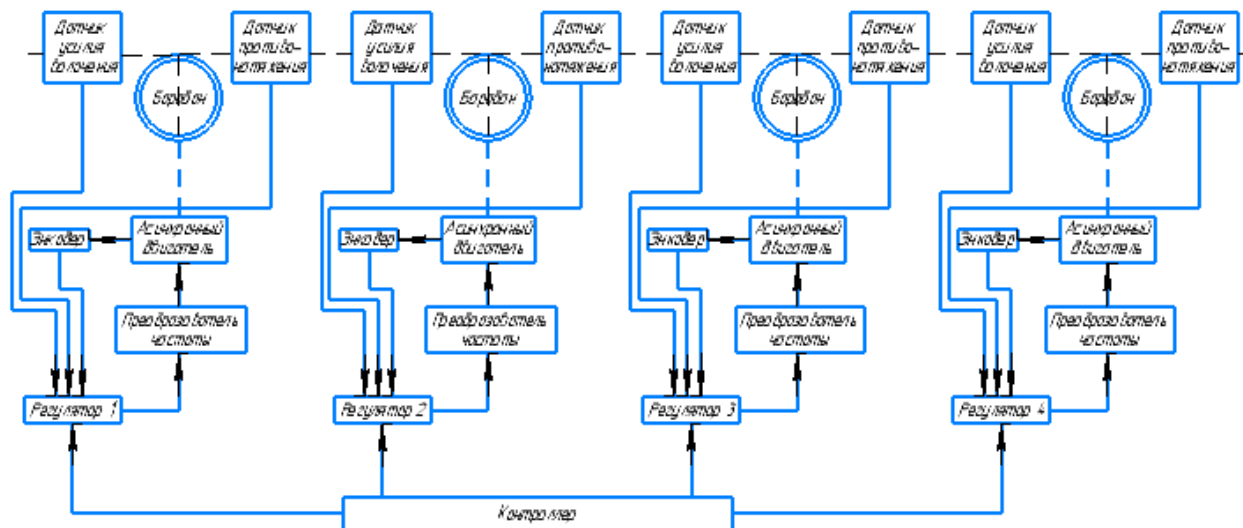 Датчик
усилия
волочения
Датчик
противо-
натяжения
Датчик
усилия
волочения
Датчик
противо-
натяжения
Датчик
усилия
волочения
Датчик
противо-
натяжения
Датчик
усилия
волочения
Датчик
противо-
натяжения
Барабан
Барабан
Барабан
Барабан
Энкодер
Асинхронный
двигатель
Энкодер
Асинхронный
двигатель
Энкодер
Асинхронный
двигатель
Энкодер
Асинхронный
двигатель
Преобразователь
частоты
Преобразователь
частоты
Преобразователь
частоты
Преобразователь
частоты
Регулятор 1
Регулятор 2
Регулятор 3
Регулятор 4
Контроллер